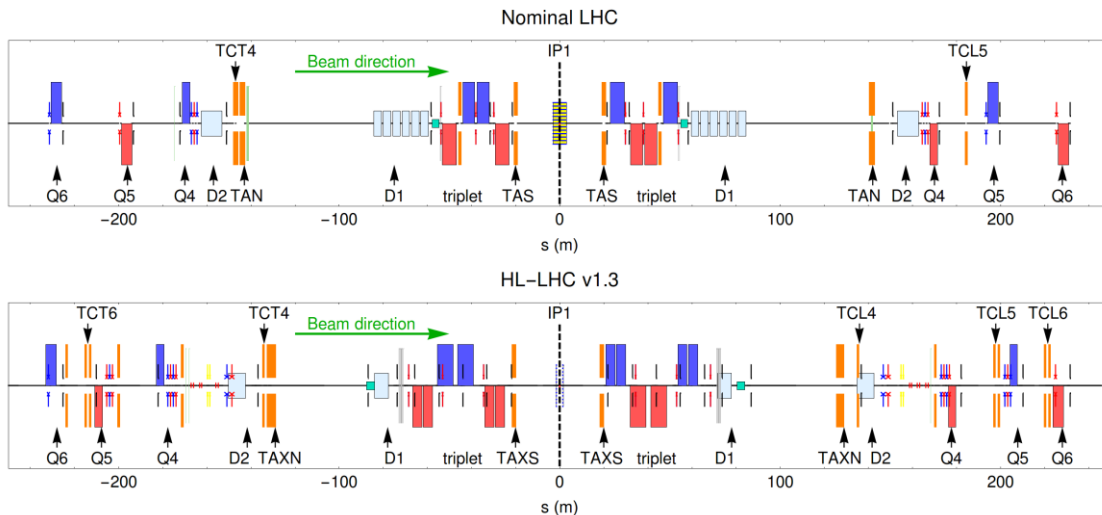 Nominal LHC
TCT4 IP1 TCL5
Beam direction
Q6 Q5 Q4 D2 TAN D1 triplet TAS TAS triplet D1 TAN D2 Q4 Q5 Q6
−200 −100 0 100 200
s (m)
HL−LHC v1.3
TCT6 TCT4 IP1 TCL4 TCL5 TCL6
Beam direction
Q6 Q5 Q4 D2 TAXN D1 triplet TAXS TAXS triplet D1 TAXN D2 Q4 Q5 Q6
−200 −100 0 100 200
s (m)